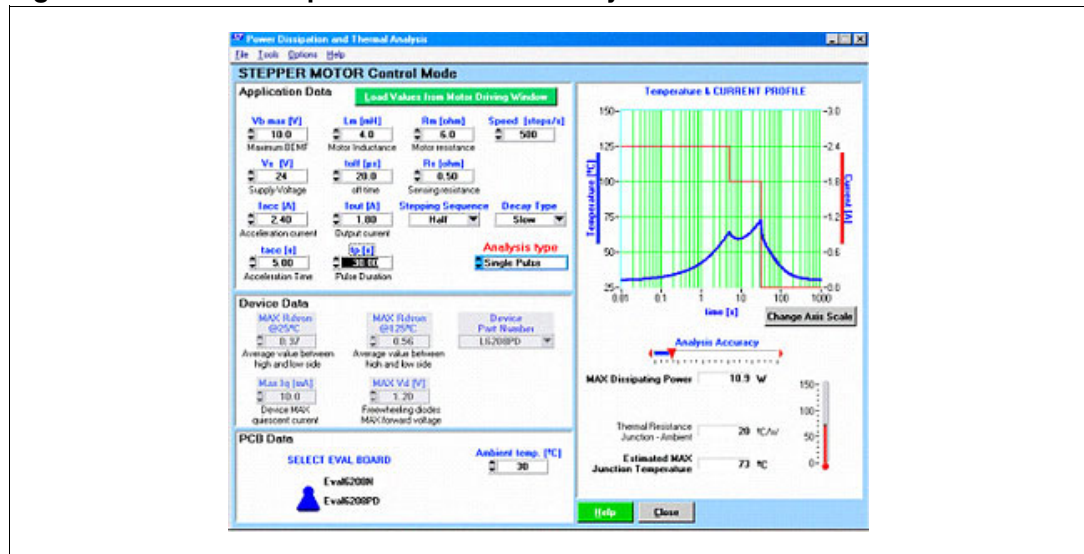 Power Dissipation and Thermal Analysis
File Tools Options Help
STEPPER MOTOR Control Mode
Application Data
Load Values from Motor Driving Window
Vb max [V] Lm [mH] Rm [ohm] Speed [steps/s]
10.0 4.0 6.0 500
Maximum BEMF Motor Inductance Motor resistance
Vs [V] toff [µs] Rs [ohm]
24 20.0 0.50
Supply Voltage off time Sensing resistance
Iacc [A] Iout [A] Stepping Sequence Decay Type
2.40 1.80 Half Slow
Acceleration current Output current
tacc [s] tp [s] Analysis type
5.00 30.00 Single Pulse
Acceleration Time Pulse Duration
Device Data
MAX Rdson @25ºC MAX Rdson @125ºC Device Part Number
0.37 0.56 L6208PD
Average value between high and low side Average value between high and low side
Max Iq [mA] MAX Vd [V]
10.0 1.20
Device MAX quiescent current Freewheeling diodes MAX forward voltage
PCB Data
SELECT EVAL BOARD
Eval6208N
Eval6208PD
Ambient temp. [ºC]
30
Temperature & CURRENT PROFILE
Temperature [ºC]
150
125
100
75
50
25
Current [A]
3.0
2.4
1.8
1.2
0.6
0.0
0.01 0.1 1 10 100 1000
time [s]
Change Axis Scale
Analysis Accuracy
MAX Dissipating Power 10.9 W
Thermal Resistance Junction - Ambient 20 ºC/W
Estimated MAX Junction Temperature 73 ºC
150
100
50
0
Help Close